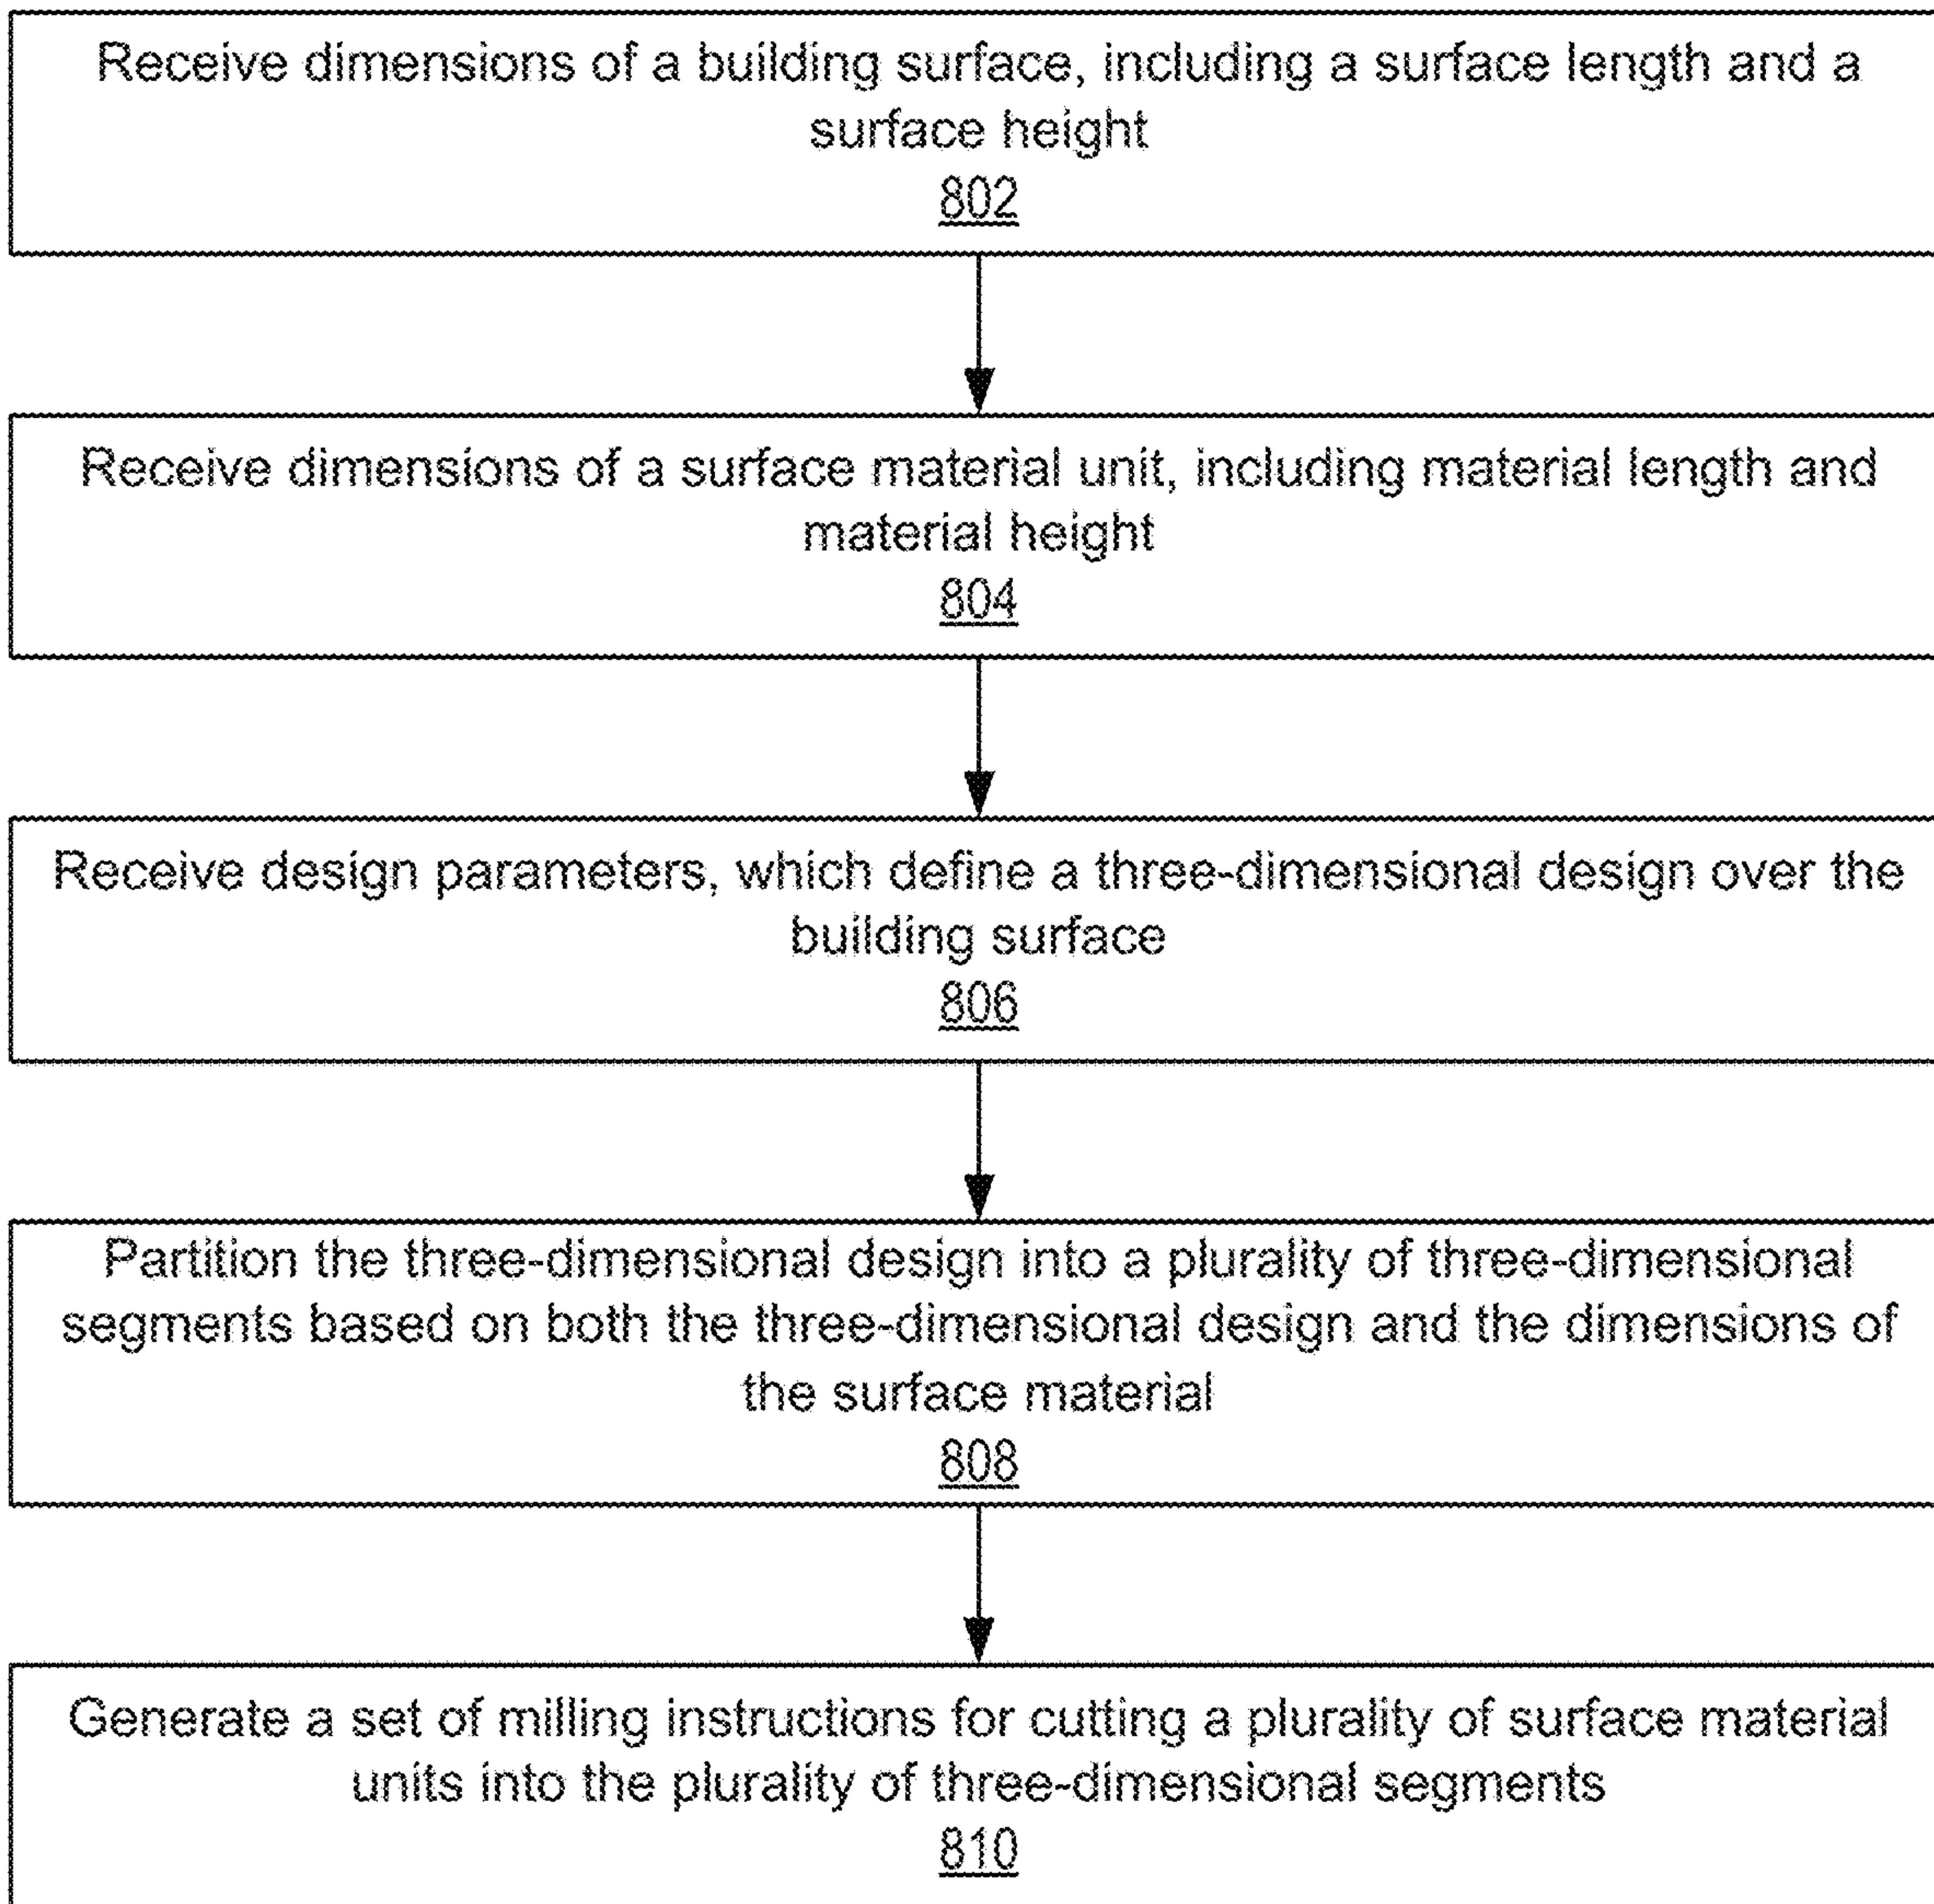 Receive dimensions of a building surface, including a surface length and a
surface height
802
Receive dimensions of a surface material unit, including material length and
material height
804
Receive design parameters, which define a three-dimensional design over the
building surface
806
Partition the three-dimensional design into a plurality of three-dimensional
segments based on both the three-dimensional design and the dimensions of
the surface material
808
Generate a set of milling instructions for cutting a plurality of surface material
units into the plurality of three-dimensional segments
810